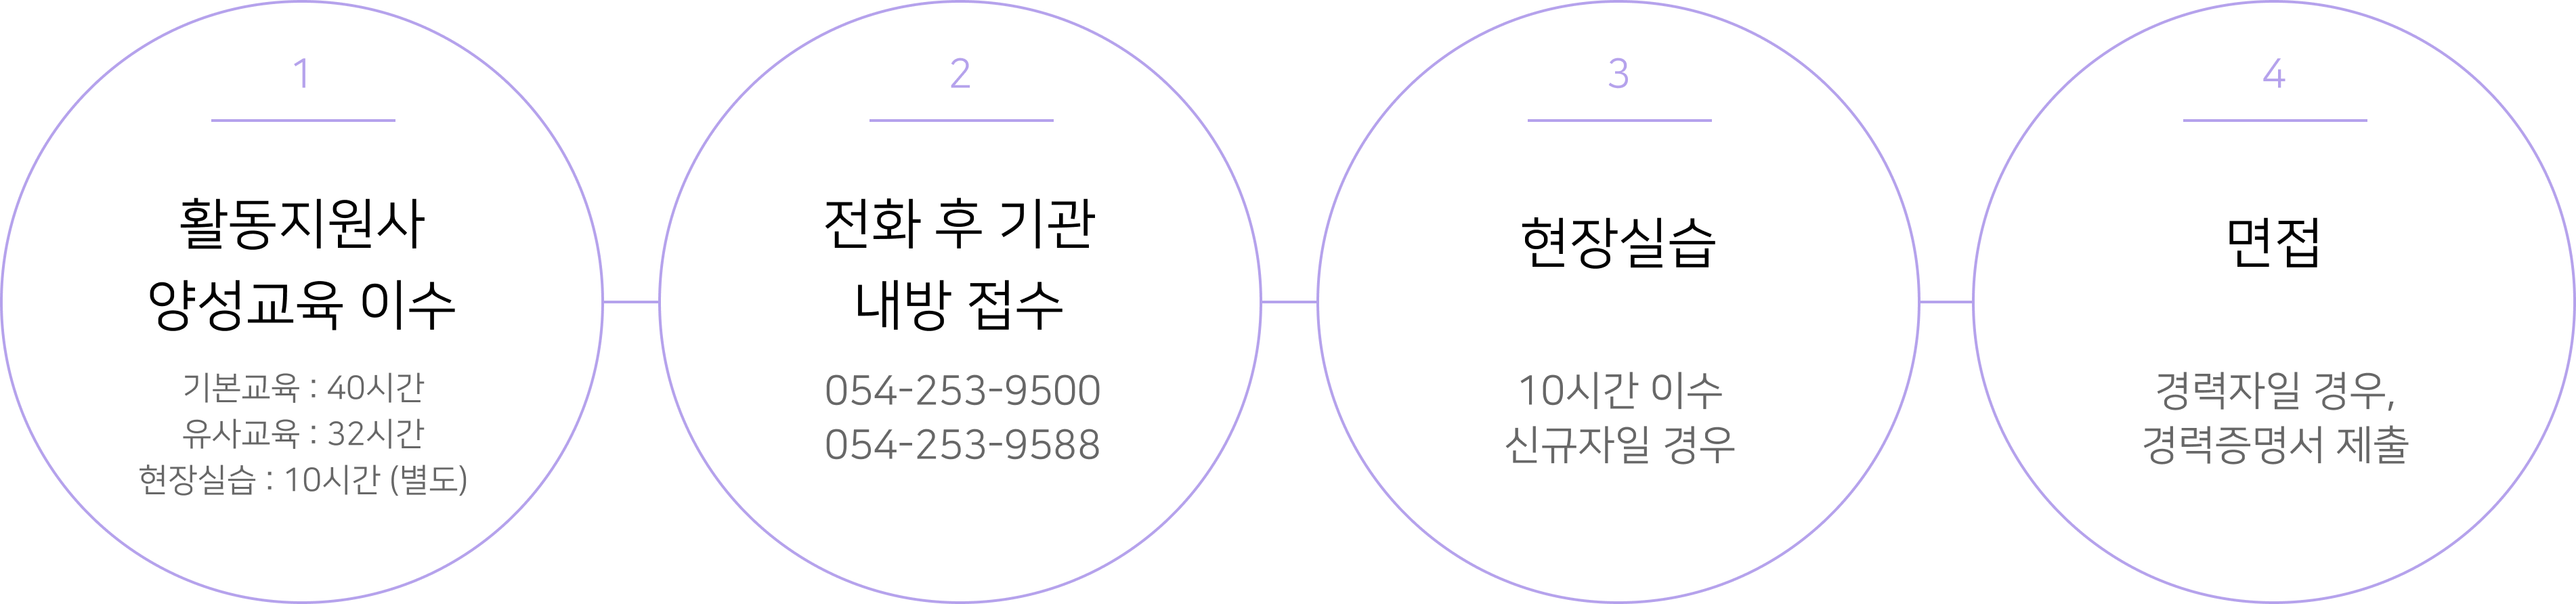 1
활동지원사
양성교육 이수
기본교육 : 40시간
유사교육 : 32시간
현장실습 : 10시간 (별도)
2
전화 후 기관
내방 접수
054-253-9500
054-253-9588
3
현장실습
10시간 이수
신규자일 경우
4
면접
경력자일 경우,
경력증명서 제출